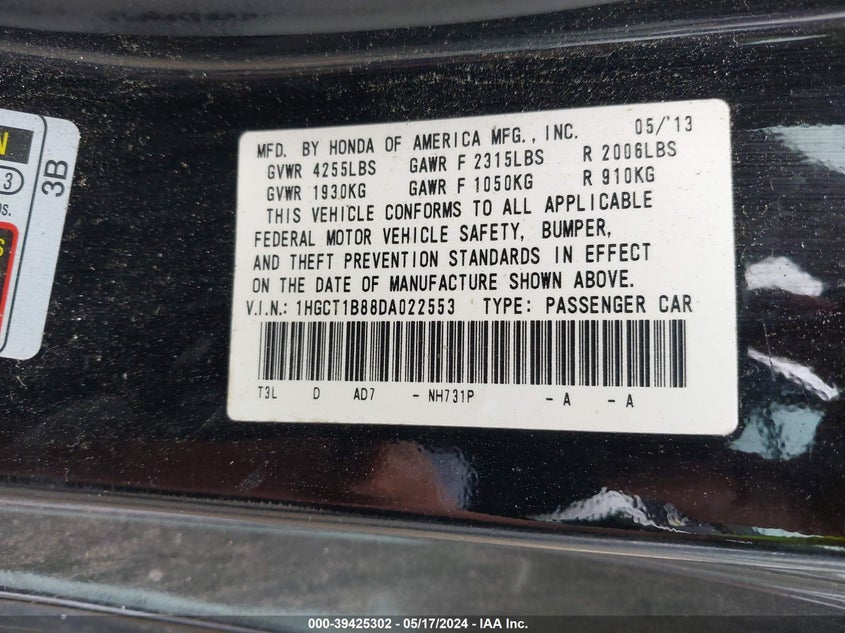 N
3
OS.
S
3B
MFD. BY HONDA OF AMERICA MFG., INC. 05/'13
GVWR 4255LBS GAWR F 2315LBS R 2006LBS
GVWR 1930KG GAWR F 1050KG R 910KG
THIS VEHICLE CONFORMS TO ALL APPLICABLE
FEDERAL MOTOR VEHICLE SAFETY, BUMPER,
AND THEFT PREVENTION STANDARDS IN EFFECT
ON THE DATE OF MANUFACTURE SHOWN ABOVE.
V.I.N.: 1HGCT1B88DA022553 TYPE: PASSENGER CAR
T3L D AD7 - NH731P - A - A
000-39425302 - 05/17/2024 - IAA Inc.